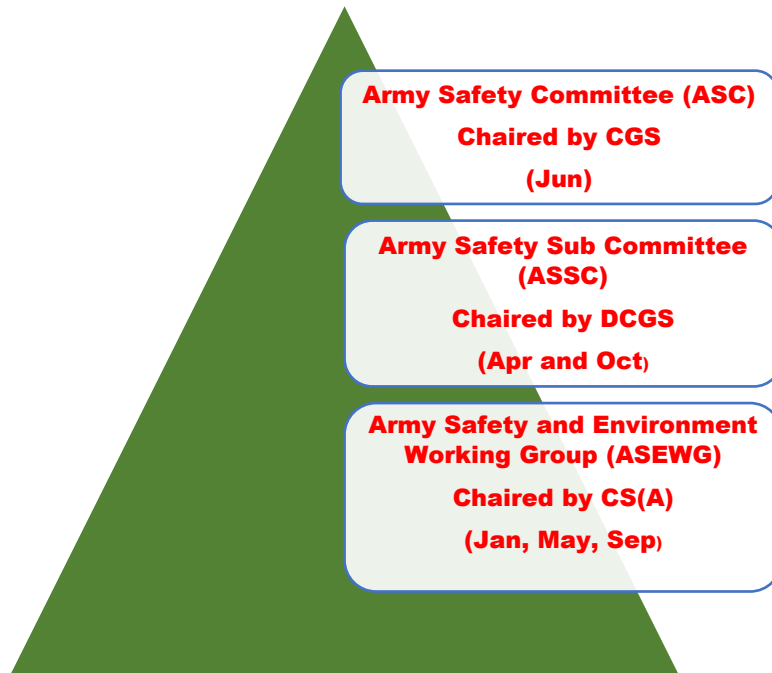 Army Safety Committee (ASC)
Chaired by CGS
(Jun)
Army Safety Sub Committee
(ASSC)
Chaired by DCGS
(Apr and Oct)
Army Safety and Environment
Working Group (ASEWG)
Chaired by CS(A)
(Jan, May, Sep)